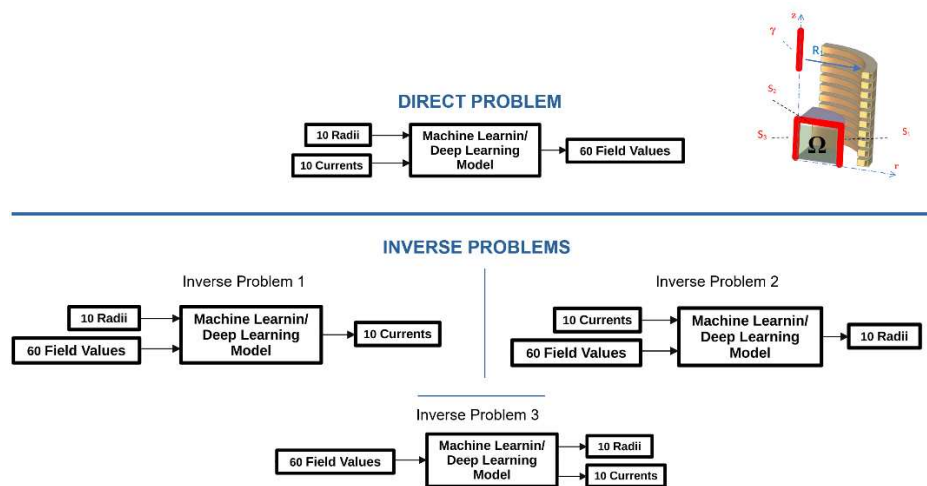 z
γ
R
S₂
S₃
S₁
Ω
r
DIRECT PROBLEM
10 Radii
10 Currents
Machine Learnin/
Deep Learning
Model
60 Field Values
INVERSE PROBLEMS
Inverse Problem 1
10 Radii
60 Field Values
Machine Learnin/
Deep Learning
Model
10 Currents
Inverse Problem 2
10 Currents
60 Field Values
Machine Learnin/
Deep Learning
Model
10 Radii
Inverse Problem 3
60 Field Values
Machine Learnin/
Deep Learning
Model
10 Radii
10 Currents